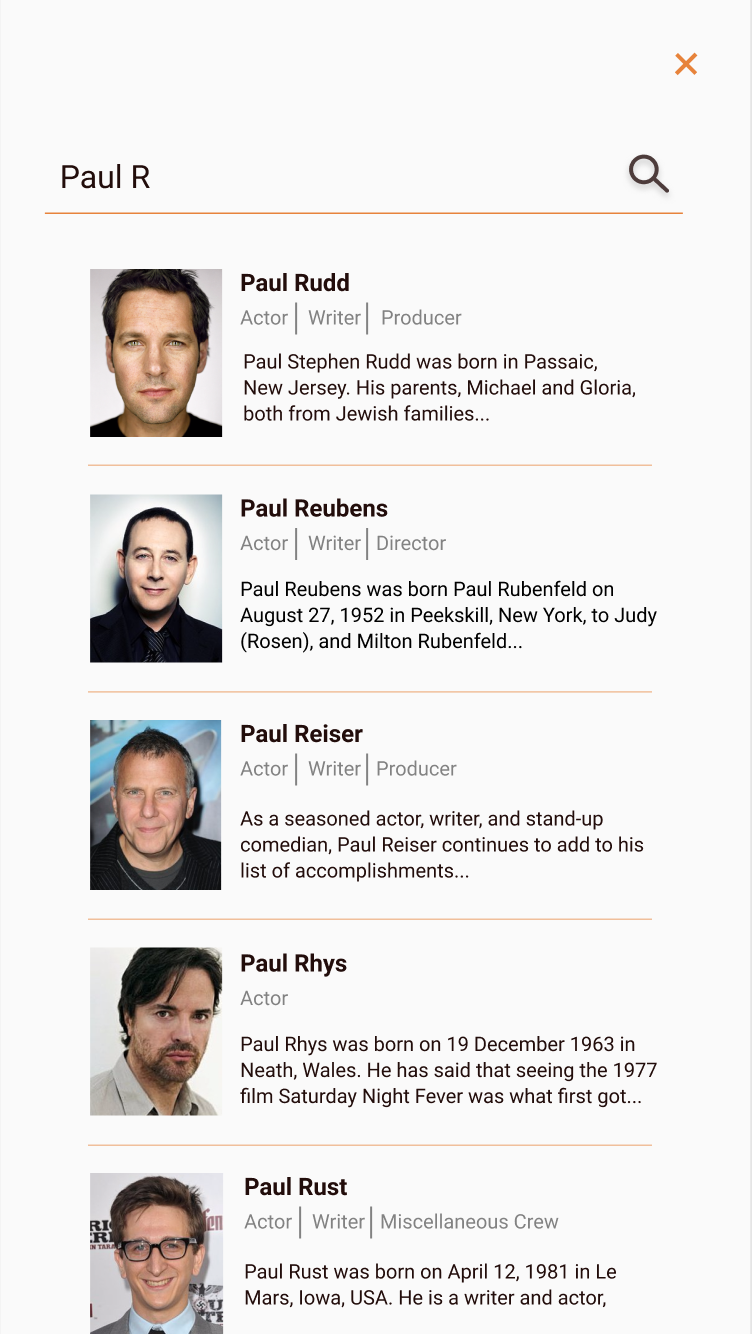 Paul R
Paul Rudd
Actor | Writer | Producer
Paul Stephen Rudd was born in Passaic,
New Jersey. His parents, Michael and Gloria,
both from Jewish families...
Paul Reubens
Actor | Writer | Director
Paul Reubens was born Paul Rubenfeld on
August 27, 1952 in Peekskill, New York, to Judy
(Rosen), and Milton Rubenfeld...
Paul Reiser
Actor | Writer | Producer
As a seasoned actor, writer, and stand-up
comedian, Paul Reiser continues to add to his
list of accomplishments...
Paul Rhys
Actor
Paul Rhys was born on 19 December 1963 in
Neath, Wales. He has said that seeing the 1977
film Saturday Night Fever was what first got...
Paul Rust
Actor | Writer | Miscellaneous Crew
Paul Rust was born on April 12, 1981 in Le
Mars, Iowa, USA. He is a writer and actor,